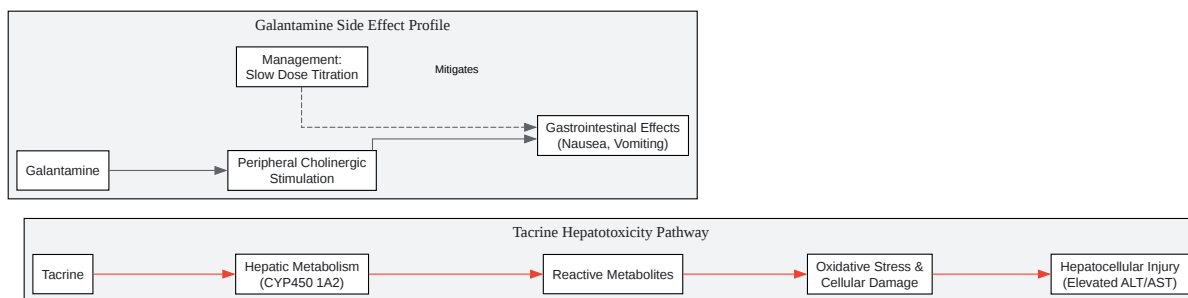 Galantamine Side Effect Profile
Management:
Slow Dose Titration
Mitigates
Gastrointestinal Effects
(Nausea, Vomiting)
Galantamine
Peripheral Cholinergic
Stimulation
Tacrine Hepatotoxicity Pathway
Tacrine
Hepatic Metabolism
(CYP450 1A2)
Reactive Metabolites
Oxidative Stress &
Cellular Damage
Hepatocellular Injury
(Elevated ALT/AST)